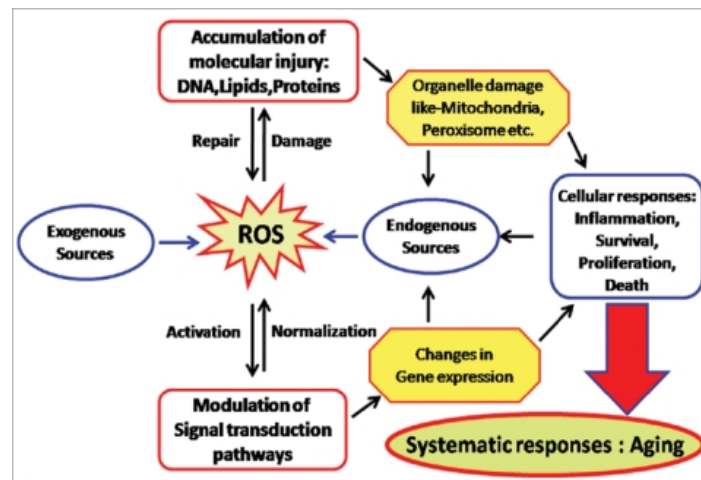 Accumulation of
molecular injury:
DNA,Lipids,Proteins
Organelle damage
like-Mitochondria,
Peroxisome etc.
Repair
Damage
Exogenous
Sources
ROS
Endogenous
Sources
Cellular responses:
Inflammation,
Survival,
Proliferation,
Death
Activation
Normalization
Changes in
Gene expression
Modulation of
Signal transduction
pathways
Systematic responses : Aging